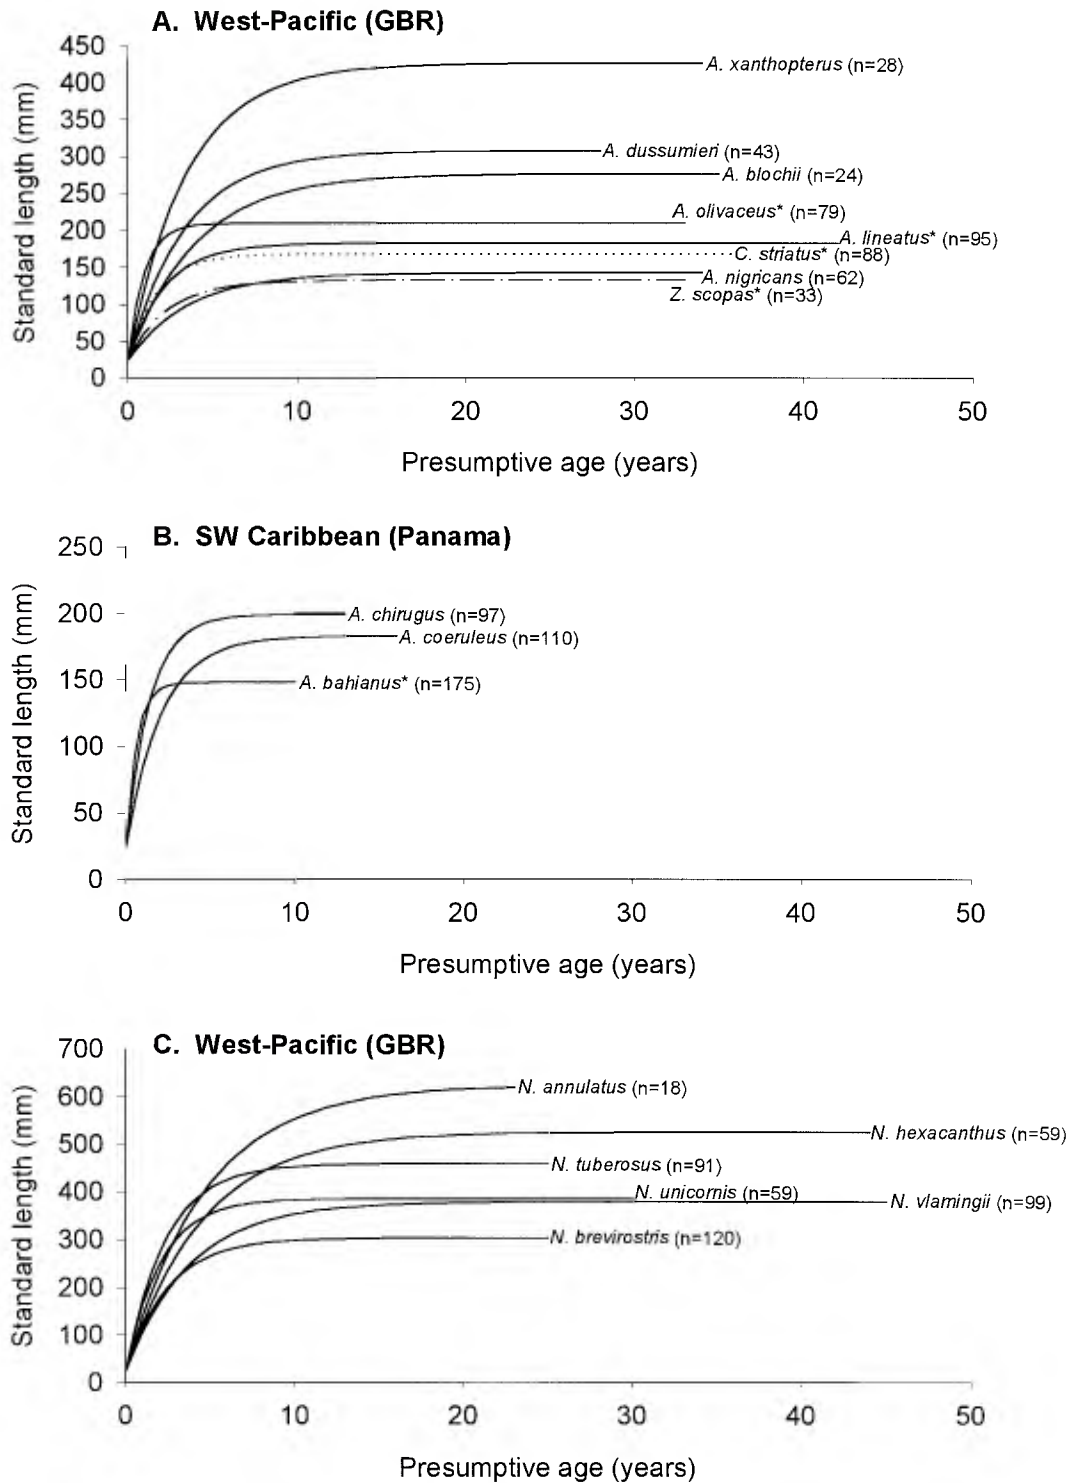 A. West-Pacific (GBR)
Standard length (mm)
450
400
350
300
250
200
150
100
50
0
A. xanthopterus (n=28)
A. dussumieri (n=43)
A. blochii (n=24)
A. olivaceus* (n=79)
A. lineatus* (n=95)
C. striatus* (n=88)
A. nigricans (n=62)
Z. scopas* (n=33)
0 10 20 30 40 50
Presumptive age (years)
B. SW Caribbean (Panama)
Standard length (mm)
250
200
150
100
50
0
A. chirugus (n=97)
A. coeruleus (n=110)
A. bahianus* (n=175)
0 10 20 30 40 50
Presumptive age (years)
C. West-Pacific (GBR)
Standard length (mm)
700
600
500
400
300
200
100
0
N. annulatus (n=18)
N. hexacanthus (n=59)
N. tuberosus (n=91)
N. unicornis (n=59)
N. vlamingii (n=99)
N. brevirostris (n=120)
0 10 20 30 40 50
Presumptive age (years)